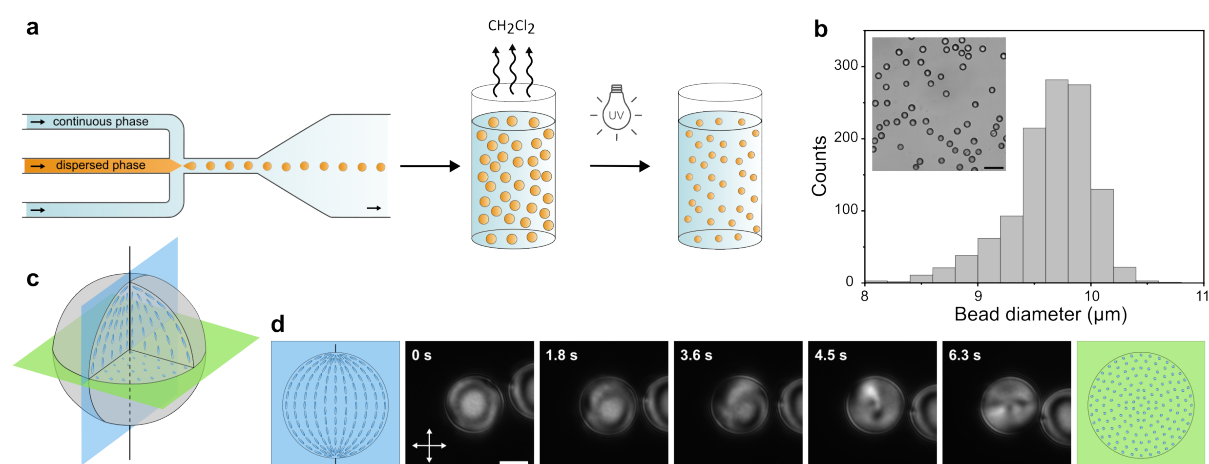 a
CH2Cl2
continuous phase
dispersed phase
UV
b
300
200
100
0
Counts
8
9
10
11
Bead diameter (µm)
c
d
0 s
1.8 s
3.6 s
4.5 s
6.3 s